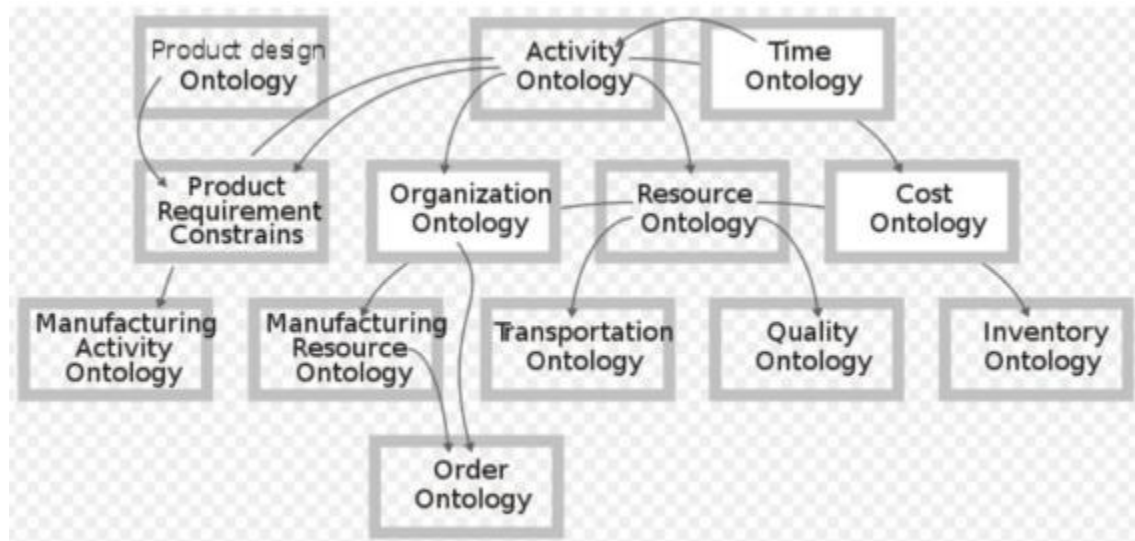 Product design
Ontology
Activity
Ontology
Time
Ontology
Product
Requirement
Constrains
Organization
Ontology
Resource
Ontology
Cost
Ontology
Manufacturing
Activity
Ontology
Manufacturing
Resource
Ontology
Transportation
Ontology
Quality
Ontology
Inventory
Ontology
Order
Ontology